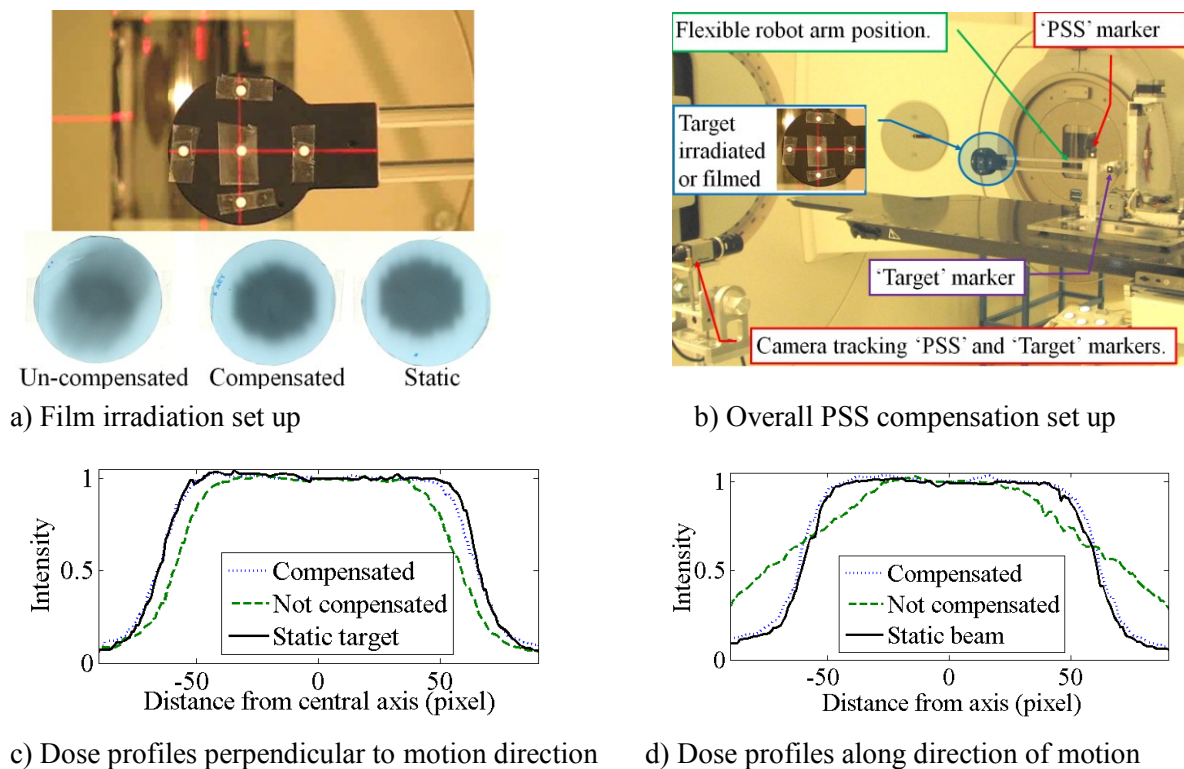 Un-compensated
Compensated
Static
a) Film irradiation set up
Flexible robot arm position.
‘PSS’ marker
Target
irradiated
or filmed
‘Target’ marker
Camera tracking ‘PSS’ and ‘Target’ markers.
b) Overall PSS compensation set up
1
0.5
0
Intensity
Compensated
Not conpensated
Static target
-50
0
50
Distance from central axis (pixel)
c) Dose profiles perpendicular to motion direction
1
0.5
0
Intensity
Compensated
Not compensated
Static beam
-50
0
50
Distance from axis (pixel)
d) Dose profiles along direction of motion